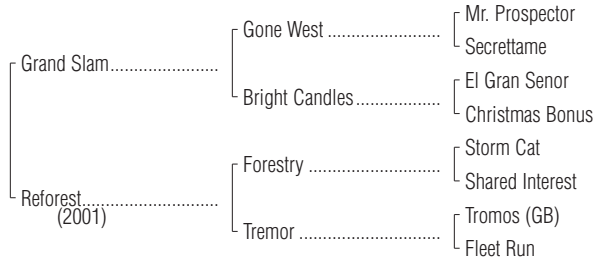 Mr. Prospector
Gone West ....................
Secrettame
Grand Slam...................
El Gran Senor
Bright Candles...............
Christmas Bonus
Storm Cat
Forestry ........................
Shared Interest
Reforest........................
(2001)
Tromos (GB)
Tremor .........................
Fleet Run